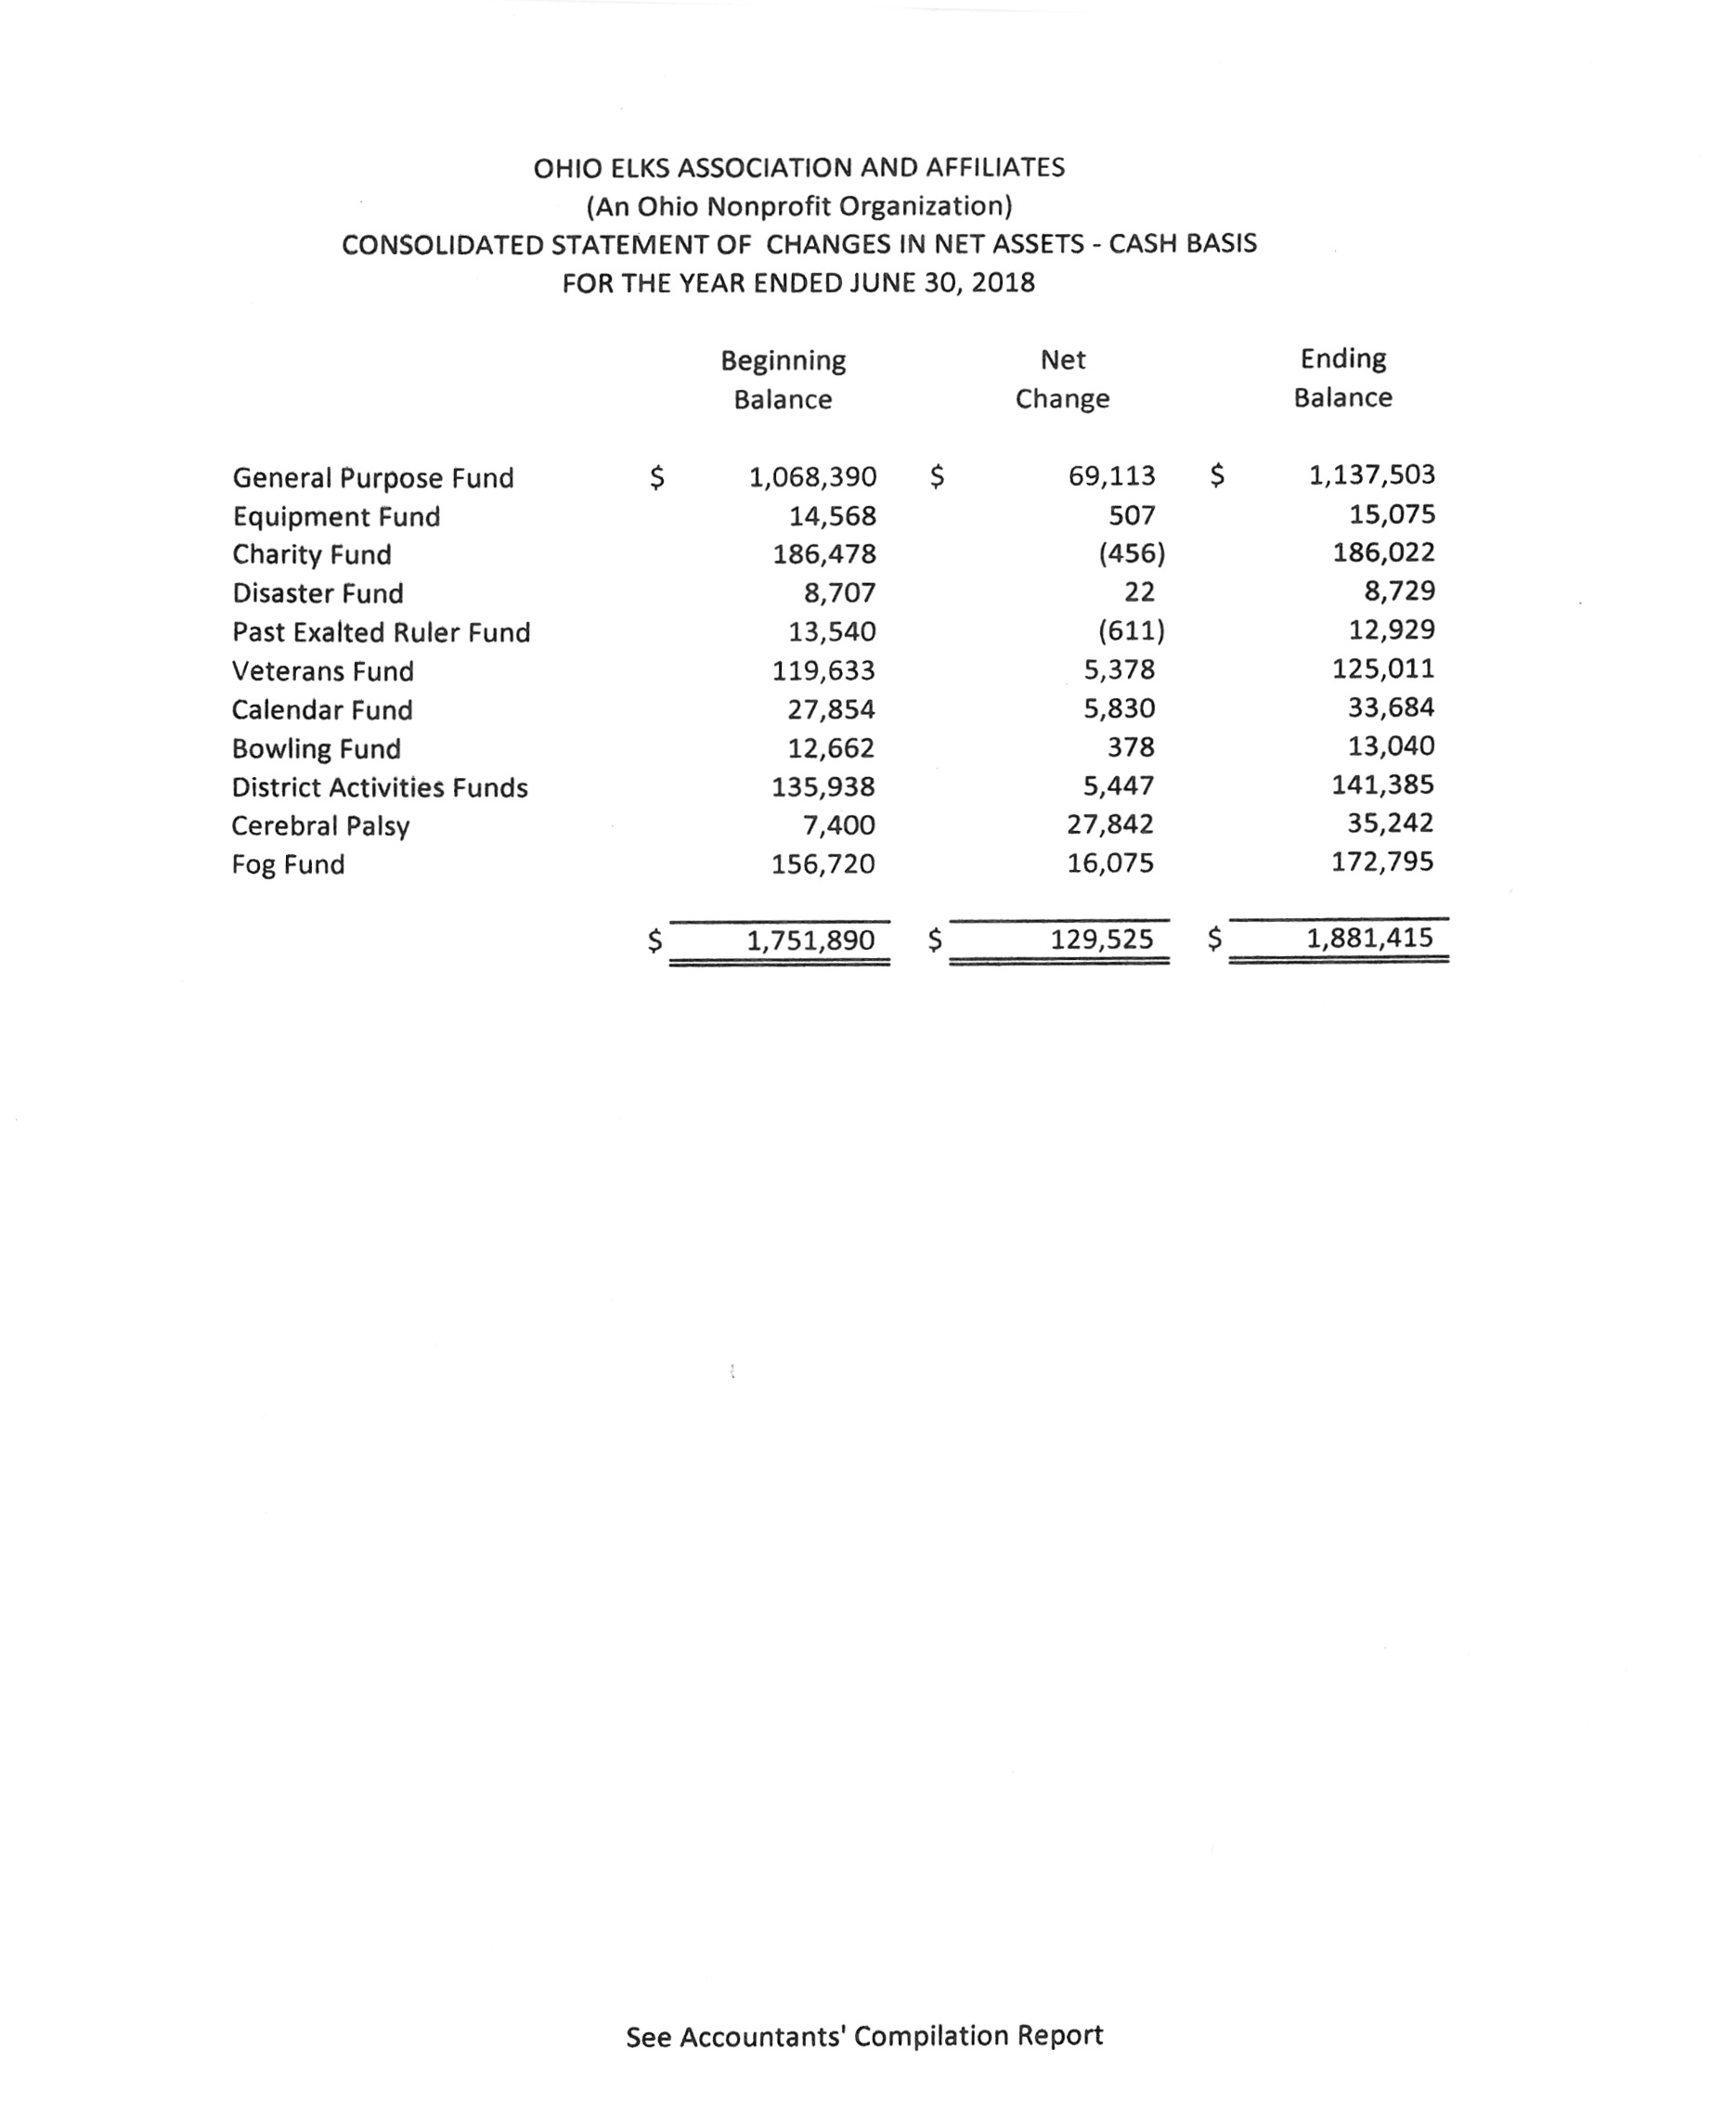 OHIO ELKS ASSOCIATION AND AFFILIATES
(An Ohio Nonprofit Organization)
CONSOLIDATED STATEMENT OF CHANGES IN NET ASSETS - CASH BASIS
FOR THE YEAR ENDED JUNE 30, 2018
Beginning Net Ending
Balance Change Balance
General Purpose Fund $ 1,068,390 $ 69,113 $ 1,137,503
Equipment Fund 14,568 507 15,075
Charity Fund 186,478 (456) 186,022
Disaster Fund 8,707 22 8,729
Past Exalted Ruler Fund 13,540 (611) 12,929
Veterans Fund 119,633 5,378 125,011
Calendar Fund 27,854 5,830 33,684
Bowling Fund 12,662 378 13,040
District Activities Funds 135,938 5,447 141,385
Cerebral Palsy 7,400 27,842 35,242
Fog Fund 156,720 16,075 172,795
$ 1,751,890 $ 129,525 $ 1,881,415
See Accountants' Compilation Report